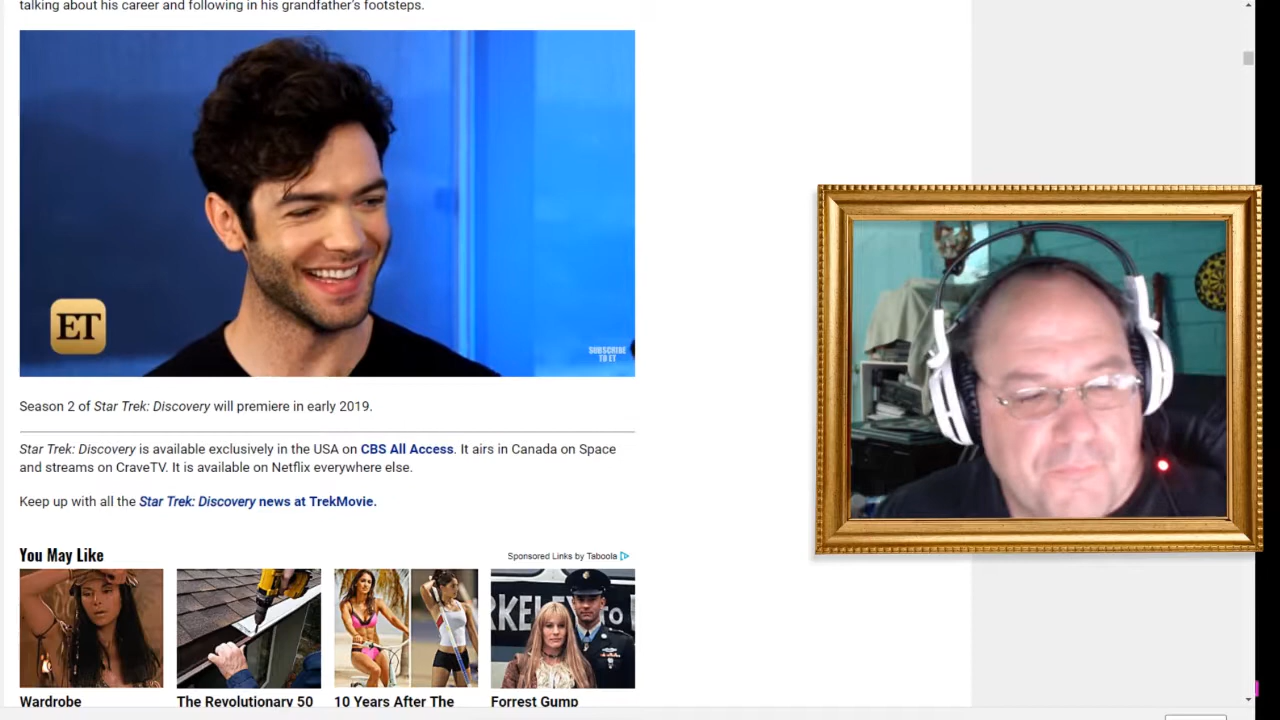 talking about his career and following in his grandfather's footsteps.
ET
SUBSCRIBE
TO ET
Season 2 of Star Trek: Discovery will premiere in early 2019.
Star Trek: Discovery is available exclusively in the USA on CBS All Access. It airs in Canada on Space
and streams on CraveTV. It is available on Netflix everywhere else.
Keep up with all the Star Trek: Discovery news at TrekMovie.
You May Like
Sponsored Links by Taboola
RKELEY to
Wardrobe
The Revolutionary 50
10 Years After The
Forrest Gump